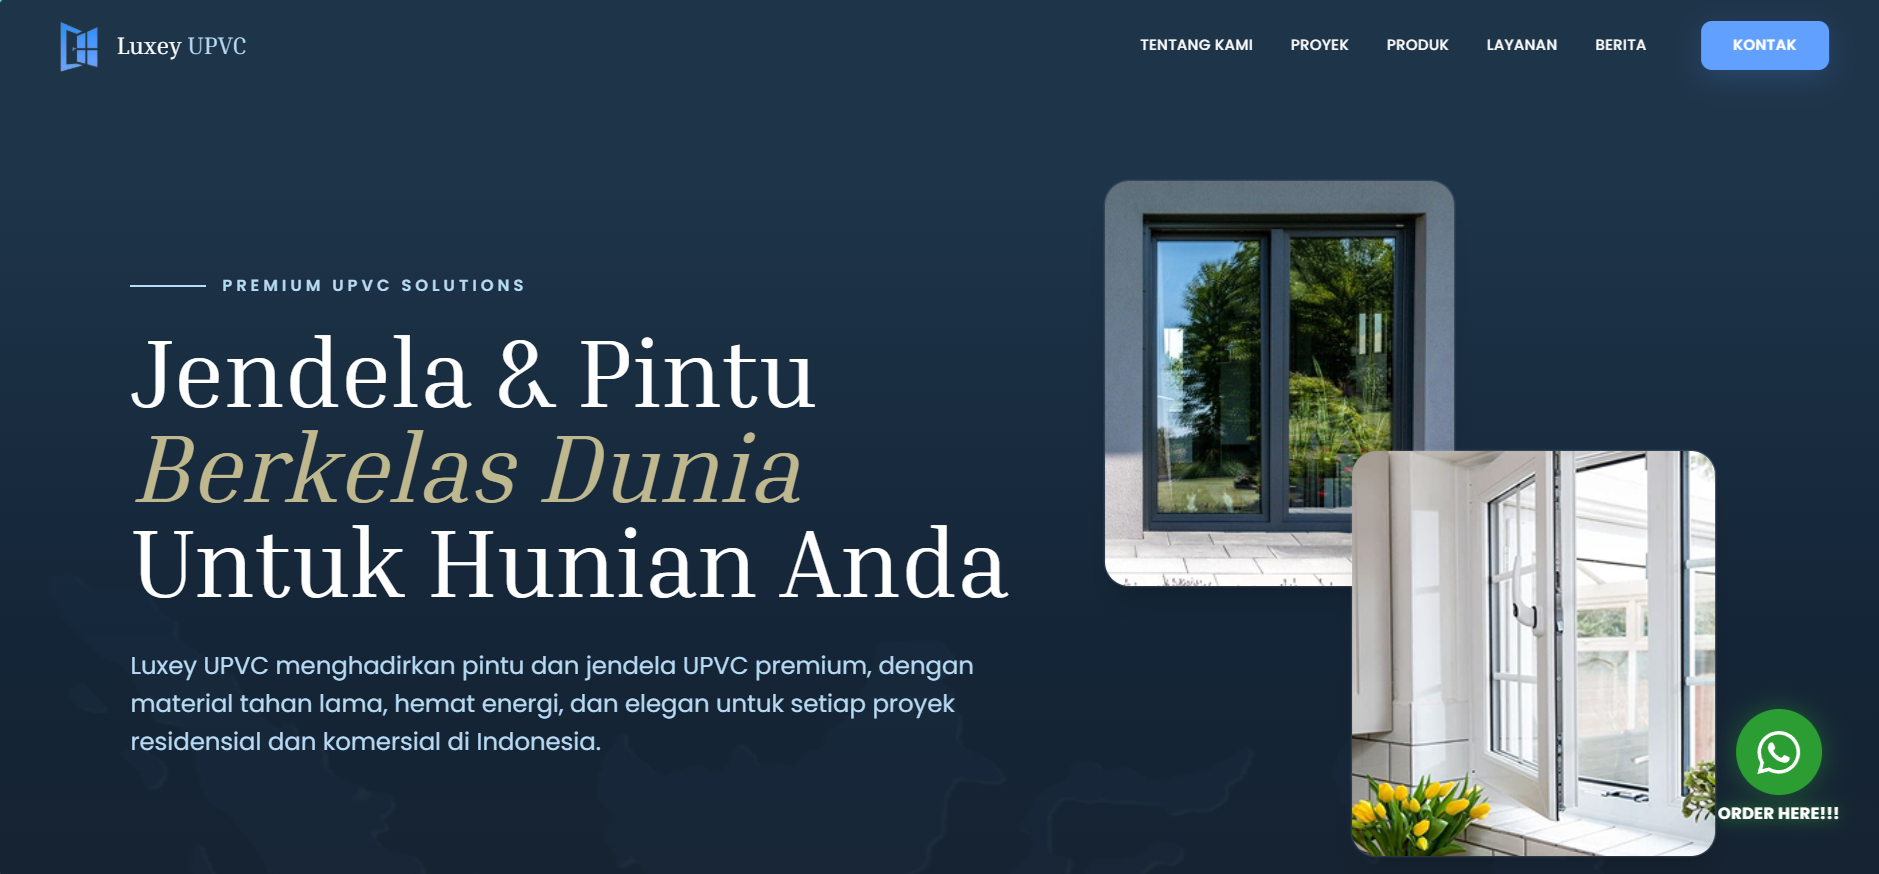 Luxey UPVC
TENTANG KAMI
PROYEK
PRODUK
LAYANAN
BERITA
KONTAK
PREMIUM UPVC SOLUTIONS
Jendela & Pintu
Berkelas Dunia
Untuk Hunian Anda
Luxey UPVC menghadirkan pintu dan jendela UPVC premium, dengan
material tahan lama, hemat energi, dan elegan untuk setiap proyek
residensial dan komersial di Indonesia.
ORDER HERE!!!